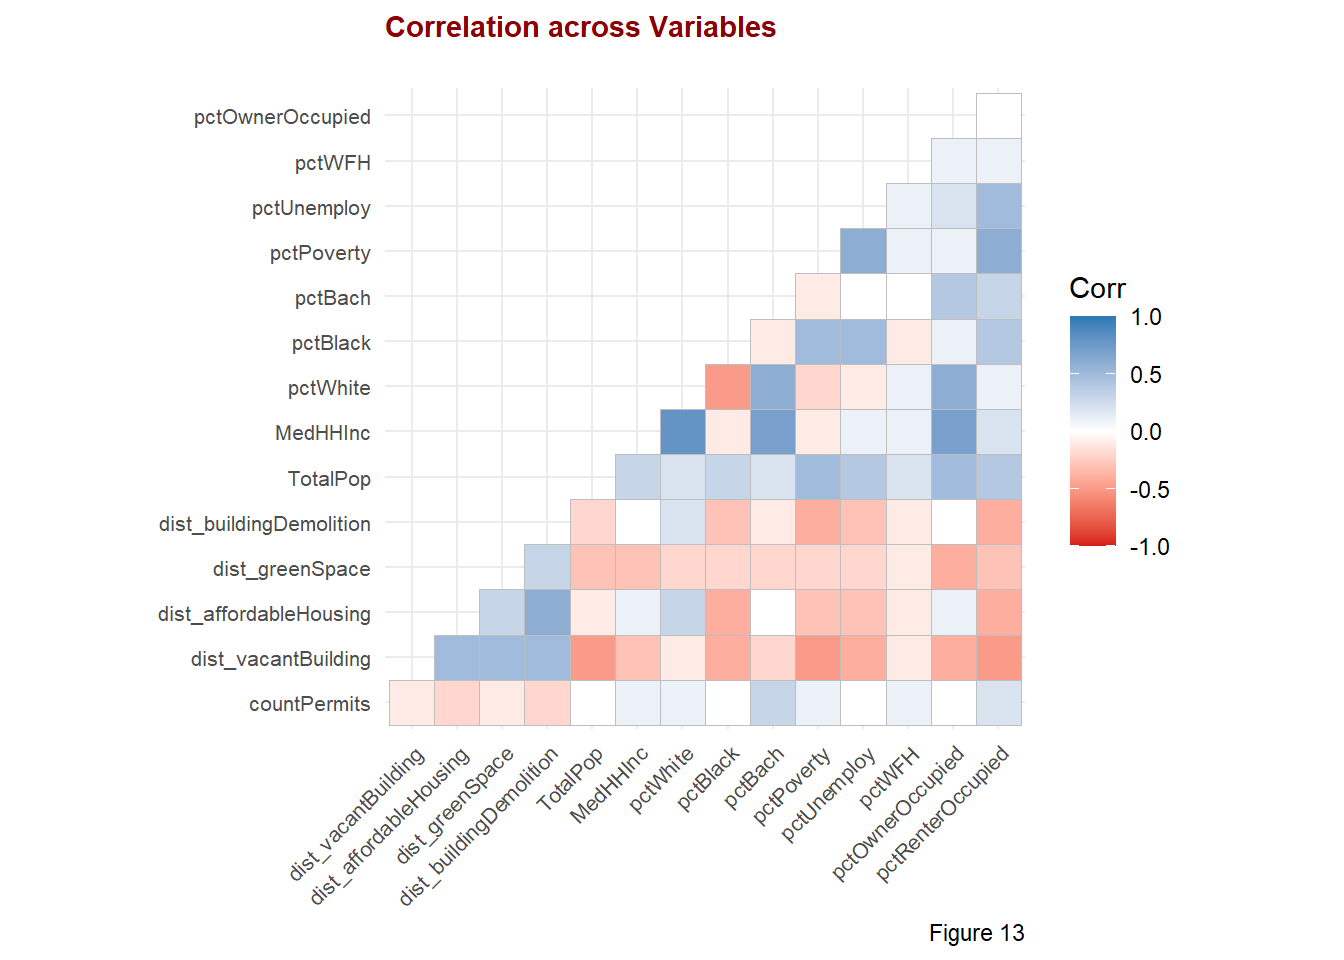 Correlation across Variables
pctOwnerOccupied
pctWFH
pctUnemploy
pctPoverty
pctBach
pctBlack
pctWhite
MedHHInc
TotalPop
dist_buildingDemolition
dist_greenSpace
dist_affordableHousing
dist_vacantBuilding
countPermits
dist_vacantBuilding
dist_affordableHousing
dist_greenSpace
dist_buildingDemolition
TotalPop
MedHHInc
pctWhite
pctBlack
pctBach
pctPoverty
pctUnemploy
pctWFH
pctOwnerOccupied
pctRenterOccupied
Corr
1.0
0.5
0.0
-0.5
-1.0
Figure 13